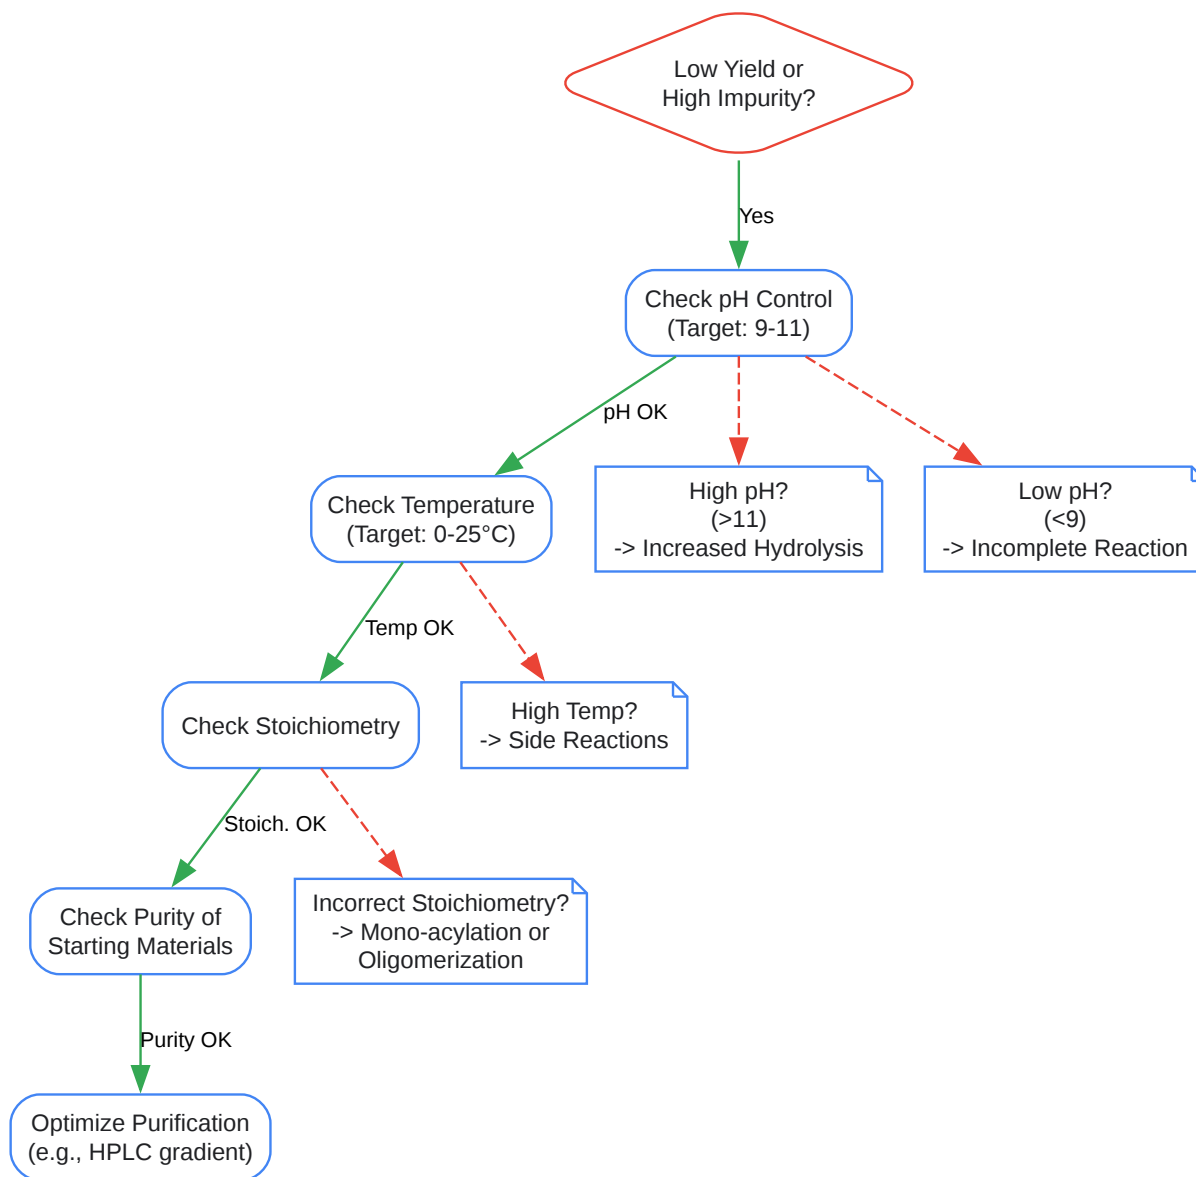 Low Yield or
High Impurity?
Yes
Check pH Control
(Target: 9-11)
pH OK
High pH?
(>11)
-> Increased Hydrolysis
Low pH?
(<9)
-> Incomplete Reaction
Check Temperature
(Target: 0-25°C)
Temp OK
High Temp?
-> Side Reactions
Check Stoichiometry
Stoich. OK
Incorrect Stoichiometry?
-> Mono-acylation or
Oligomerization
Check Purity of
Starting Materials
Purity OK
Optimize Purification
(e.g., HPLC gradient)